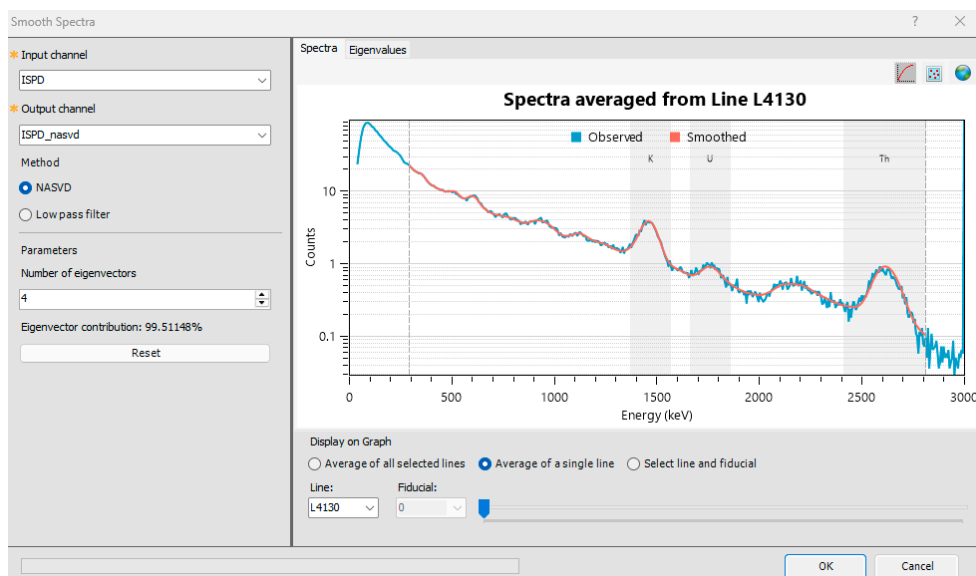 Smooth Spectra
? ×
* Input channel
ISPD
* Output channel
ISPD_nasvd
Method
NASVD
Low pass filter
Parameters
Number of eigenvectors
4
Eigenvector contribution: 99.51148%
Reset
Spectra Eigenvalues
Spectra averaged from Line L4130
Observed Smoothed
K U Th
10
1
0.1
Counts
0 500 1000 1500 2000 2500 3000
Energy (keV)
Display on Graph
Average of all selected lines Average of a single line Select line and fiducial
Line: Fiducial:
L4130 0
OK Cancel